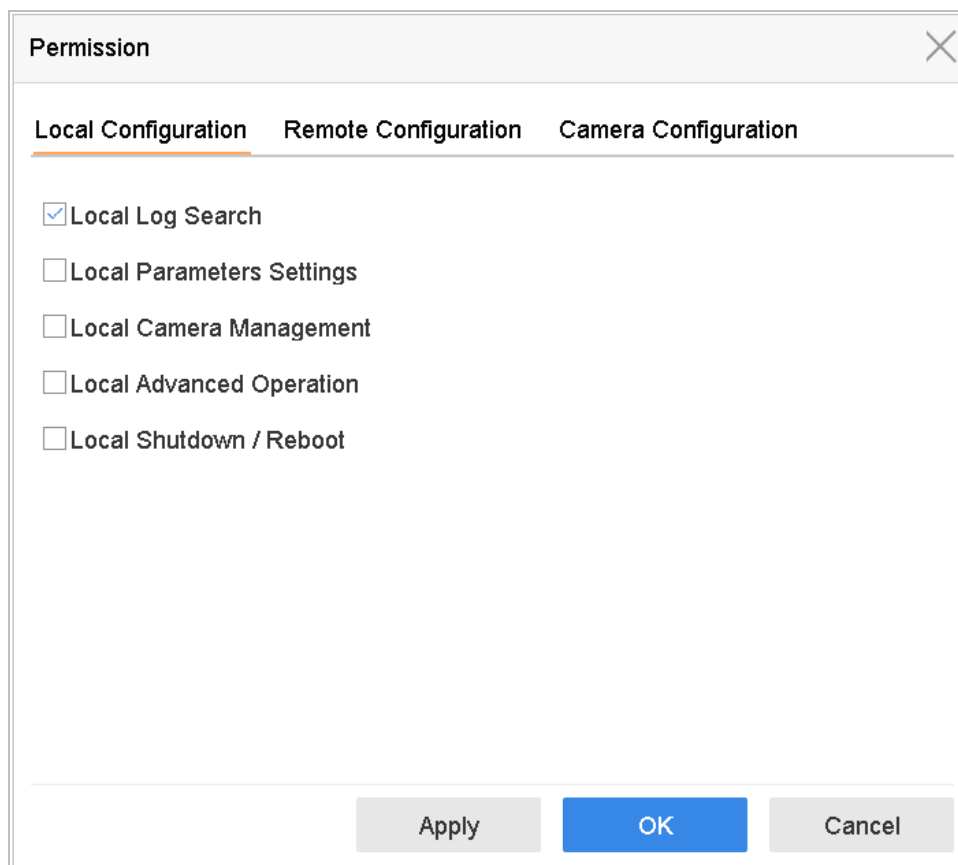 Permission
Local Configuration Remote Configuration Camera Configuration
Local Log Search
Local Parameters Settings
Local Camera Management
Local Advanced Operation
Local Shutdown / Reboot
Apply OK Cancel